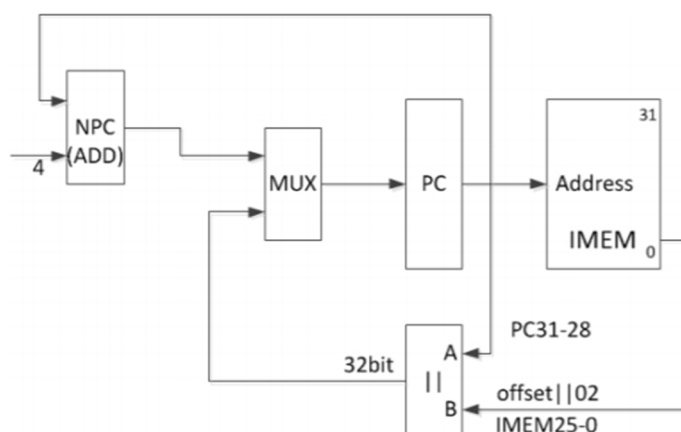 NPC
(ADD)
4
MUX
PC
31
Address
IMEM
0
PC31-28
32bit
A
||
B
offset||02
IMEM25-0